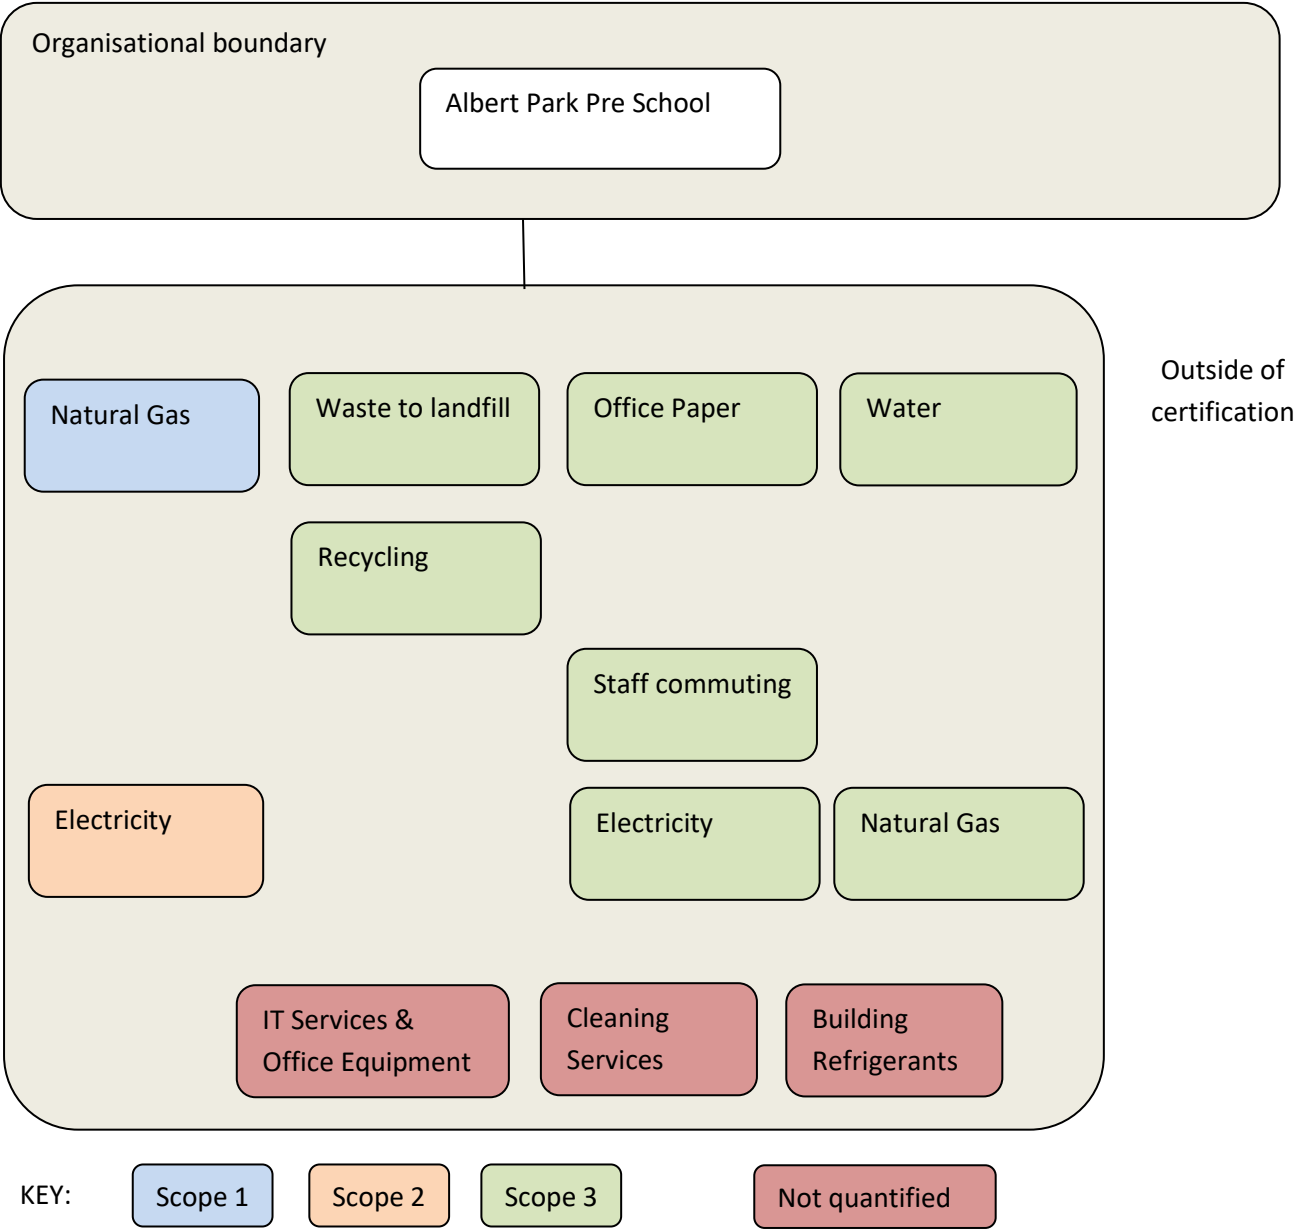 Organisational boundary
Albert Park Pre School
Outside of
certification
Natural Gas
Waste to landfill
Office Paper
Water
Recycling
Staff commuting
Electricity
Electricity
Natural Gas
IT Services &
Office Equipment
Cleaning
Services
Building
Refrigerants
KEY:
Scope 1
Scope 2
Scope 3
Not quantified